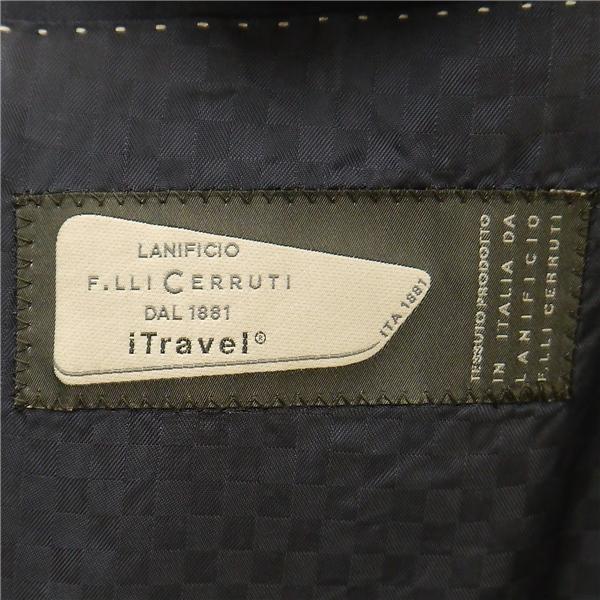 LANIFICIO
F.LLI CERRUTI
DAL 1881
iTravel®
ITA 1881
TESSUTO PRODOTTO
IN ITALIA DA
LANIFICIO
F.LLI CERRUTI